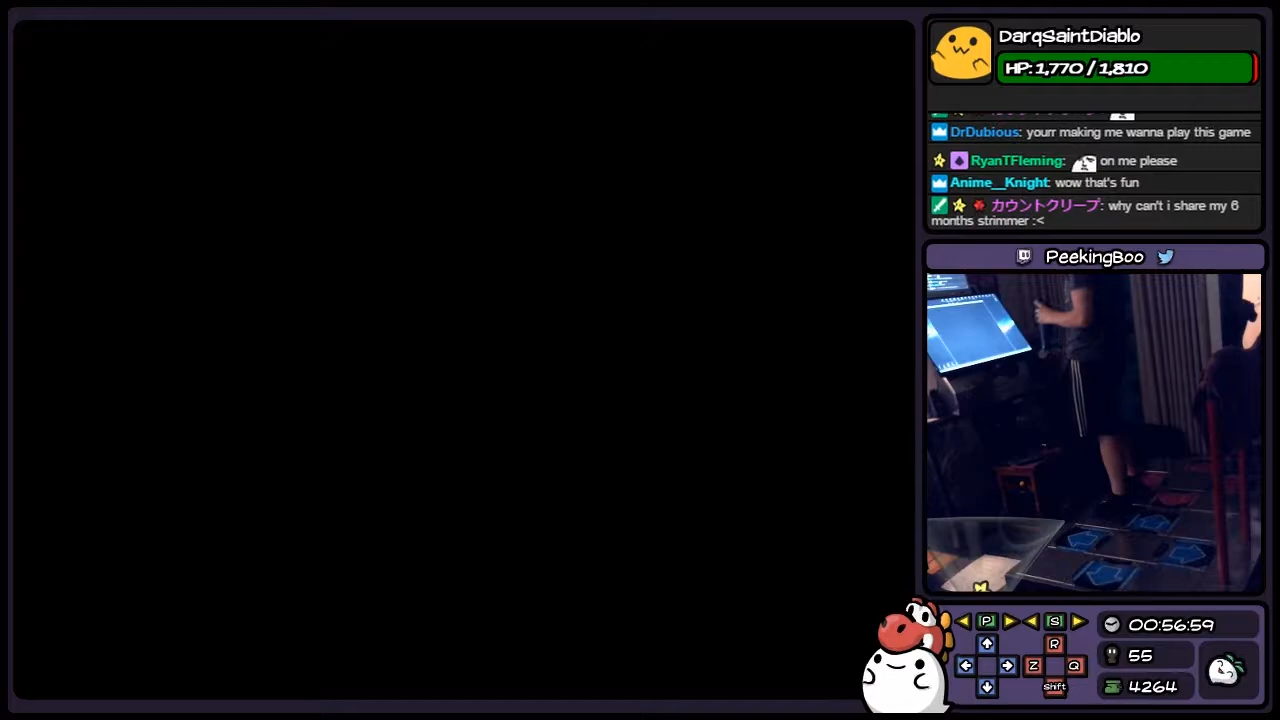 DarqSaintDiablo
HP: 1,770 / 1,810
DrDubious: yourr making me wanna play this game
RyanTFleming: on me please
Anime__Knight: wow that's fun
カウントクリープ: why can't i share my 6
months strimmer :<
PeekingBoo
P S
R
Z Q
Shift
00:56:59
55
4264